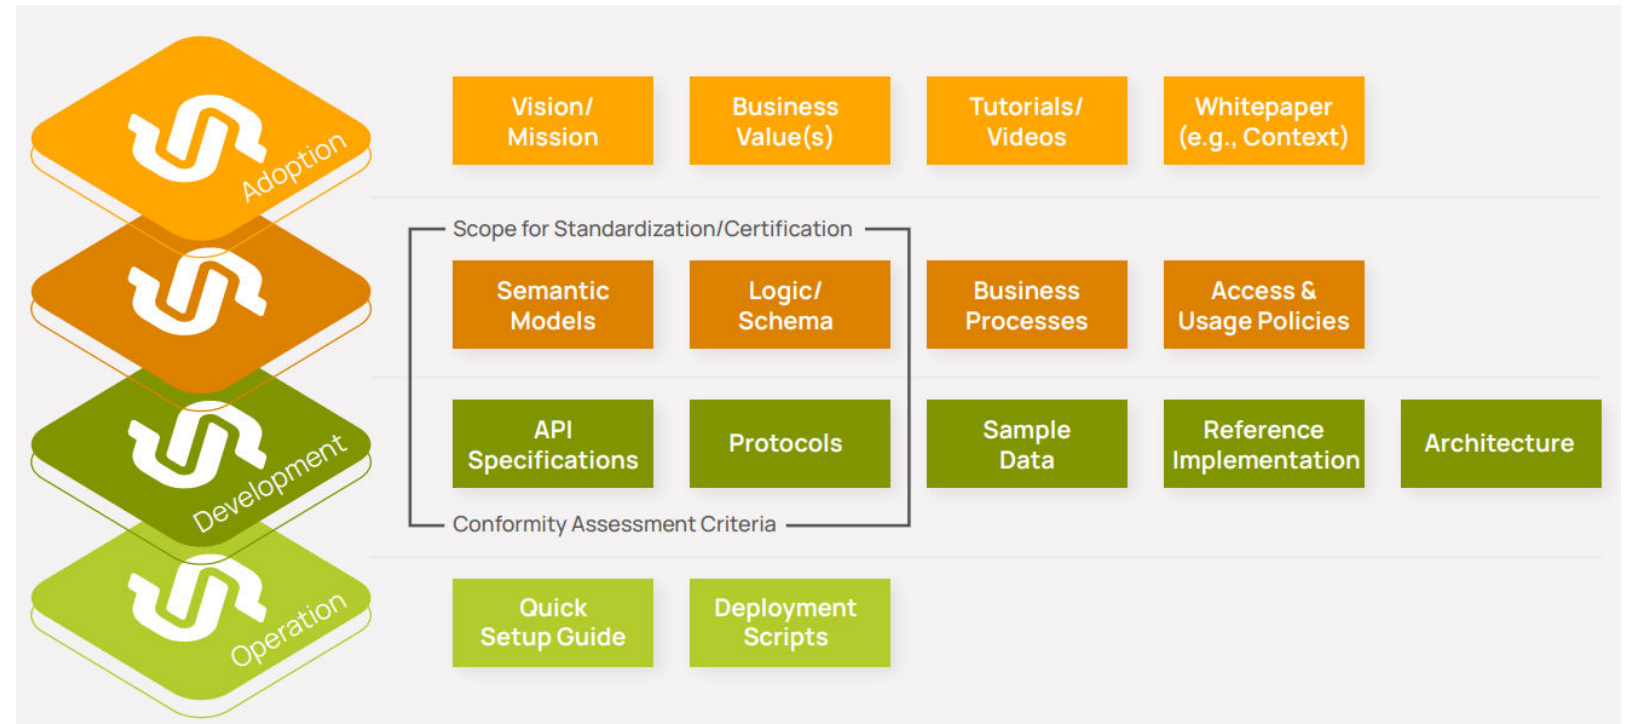 Adoption
Vision/
Mission
Business
Value(s)
Tutorials/
Videos
Whitepaper
(e.g., Context)
Scope for Standardization/Certification
Semantic
Models
Logic/
Schema
Business
Processes
Access &
Usage Policies
Development
API
Specifications
Protocols
Sample
Data
Reference
Implementation
Architecture
Conformity Assessment Criteria
Operation
Quick
Setup Guide
Deployment
Scripts